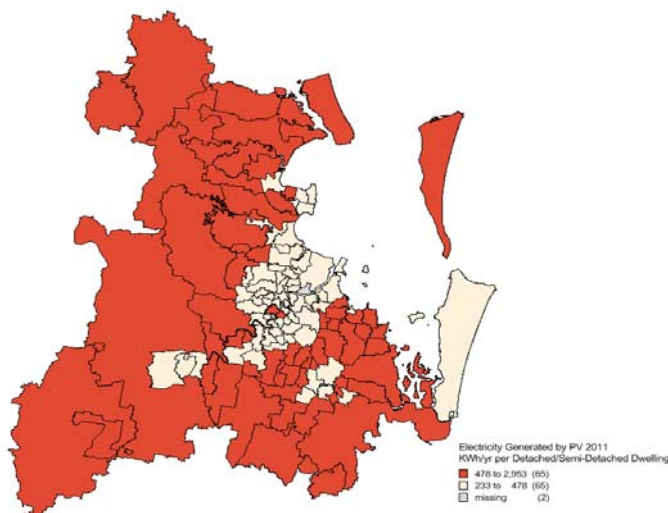 Electricity Generated by PV 2011
KWh/yr per Detached/Semi-Detached Dwelling
478 to 2,953 (65)
233 to 478 (65)
missing (2)